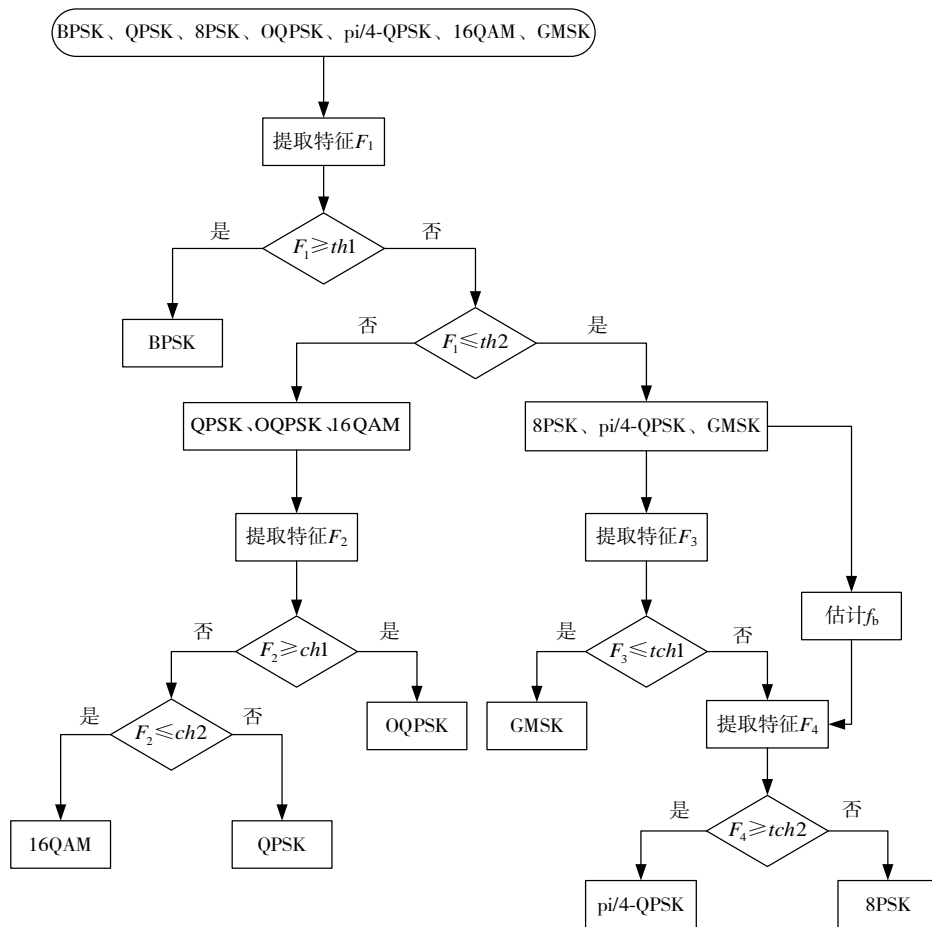 BPSK、QPSK、8PSK、OQPSK、pi/4-QPSK、16QAM、GMSK
提取特征F₁
是
F₁≥th1
否
BPSK
否
F₁≤th2
是
QPSK、OQPSK、16QAM
8PSK、pi/4-QPSK、GMSK
提取特征F₂
提取特征F₃
估计f_b
否
F₂≥ch1
是
是
F₃≤tch1
否
OQPSK
GMSK
提取特征F₄
是
F₂≤ch2
否
16QAM
QPSK
是
F₄≥tch2
否
pi/4-QPSK
8PSK